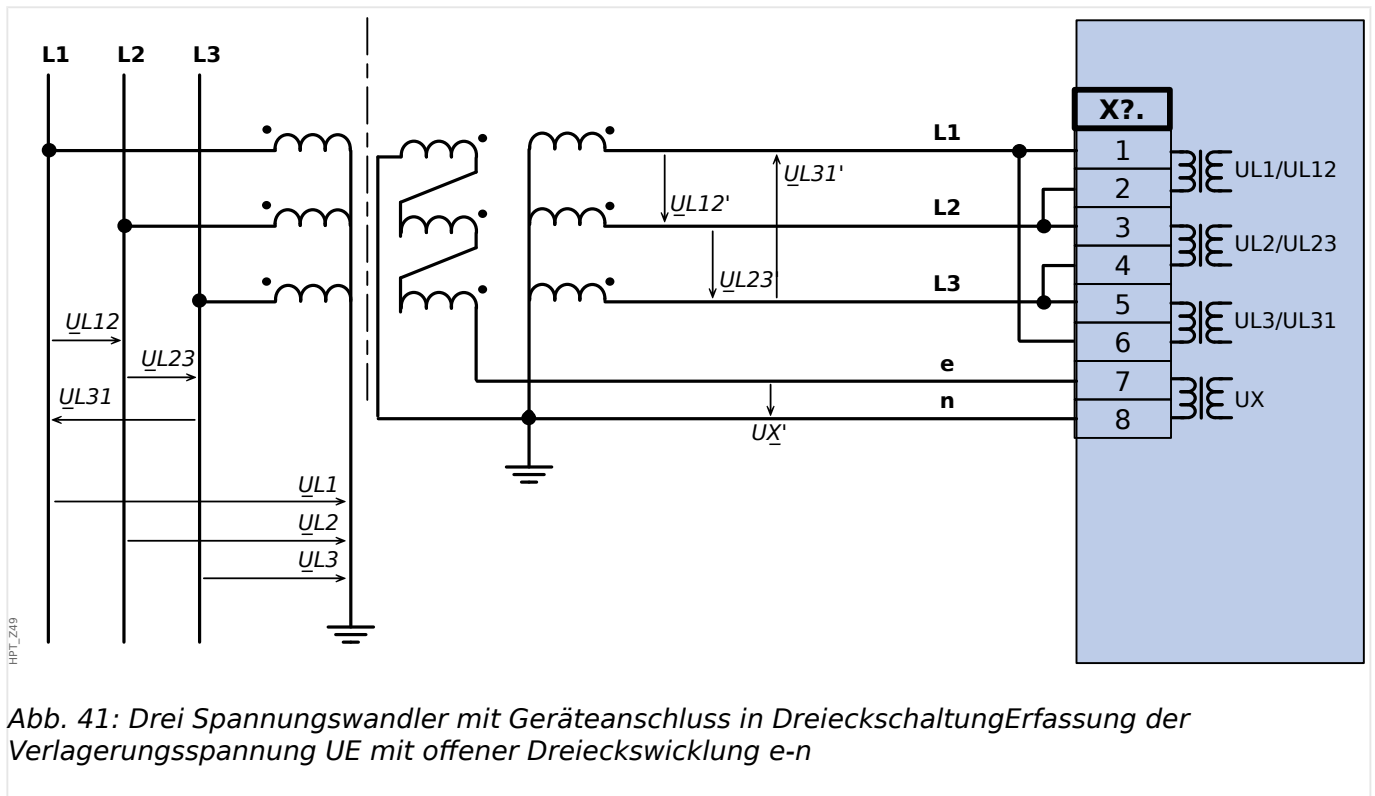 L1 L2 L3
X?.
L1
1
UL31'
UL1/UL12
2
UL12'
L2
3
UL2/UL23
4
UL23'
L3
5
UL3/UL31
UL12
6
UL23
e
7
UL31
n
UX
8
UX'
UL1
UL2
UL3
HPT_Z49
Abb. 41: Drei Spannungswandler mit Geräteanschluss in DreieckschaltungErfassung der
Verlagerungsspannung UE mit offener Dreieckswicklung e-n